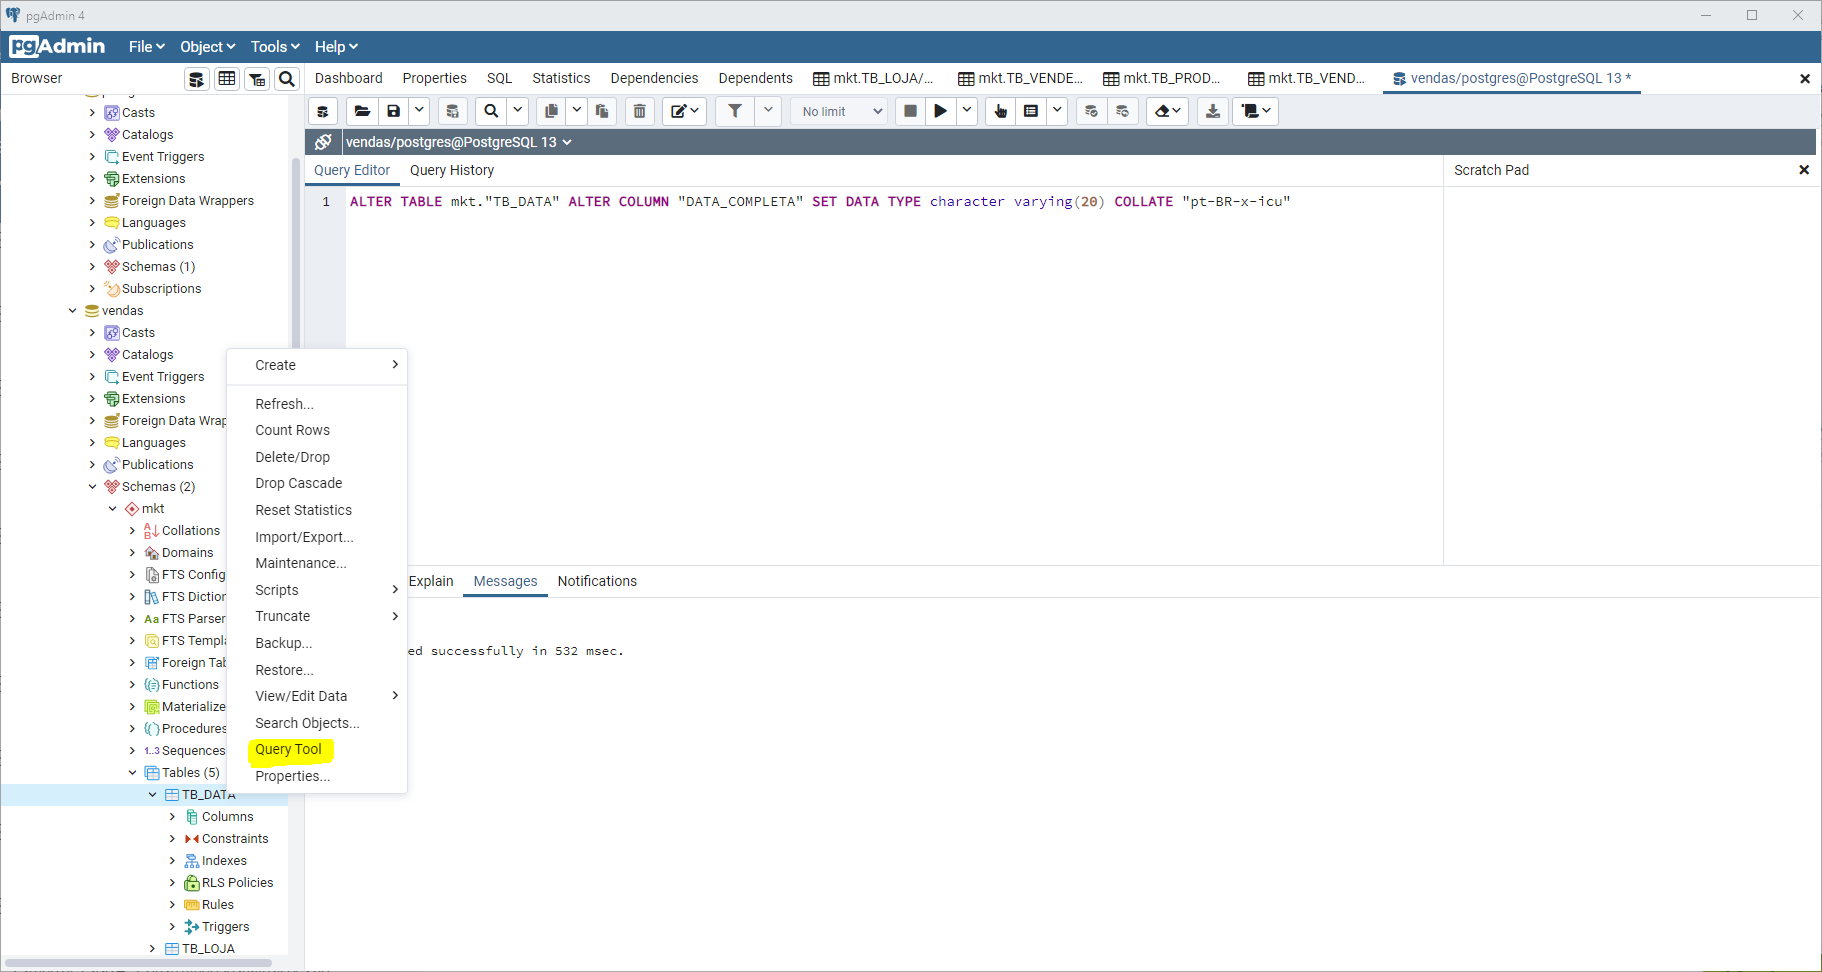 pgAdmin 4
pgAdmin File Object Tools Help
Browser
Dashboard Properties SQL Statistics Dependencies Dependents mkt.TB_LOJA/... mkt.TB_VENDE... mkt.TB_PROD... mkt.TB_VEND... vendas/postgres@PostgreSQL 13 *
No limit
vendas/postgres@PostgreSQL 13
Query Editor Query History
Scratch Pad
1 ALTER TABLE mkt."TB_DATA" ALTER COLUMN "DATA_COMPLETA" SET DATA TYPE character varying(20) COLLATE "pt-BR-x-icu"
Casts
Catalogs
Event Triggers
Extensions
Foreign Data Wrappers
Languages
Publications
Schemas (1)
Subscriptions
vendas
Casts
Catalogs
Event Triggers
Extensions
Foreign Data Wrap
Languages
Publications
Schemas (2)
mkt
Collations
Domains
FTS Config
FTS Diction
FTS Parser
FTS Templa
Foreign Tab
Functions
Materialize
Procedures
1..3 Sequences
Tables (5)
TB_DATA
Columns
Constraints
Indexes
RLS Policies
Rules
Triggers
TB_LOJA
Create
Refresh...
Count Rows
Delete/Drop
Drop Cascade
Reset Statistics
Import/Export...
Maintenance...
Scripts
Truncate
Backup...
Restore...
View/Edit Data
Search Objects...
Query Tool
Properties...
Explain Messages Notifications
ed successfully in 532 msec.